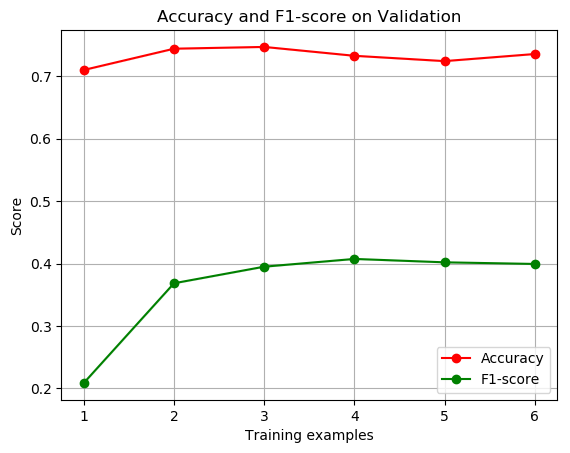 Accuracy and F1-score on Validation
Score
0.7
0.6
0.5
0.4
0.3
0.2
Accuracy
F1-score
1 2 3 4 5 6
Training examples